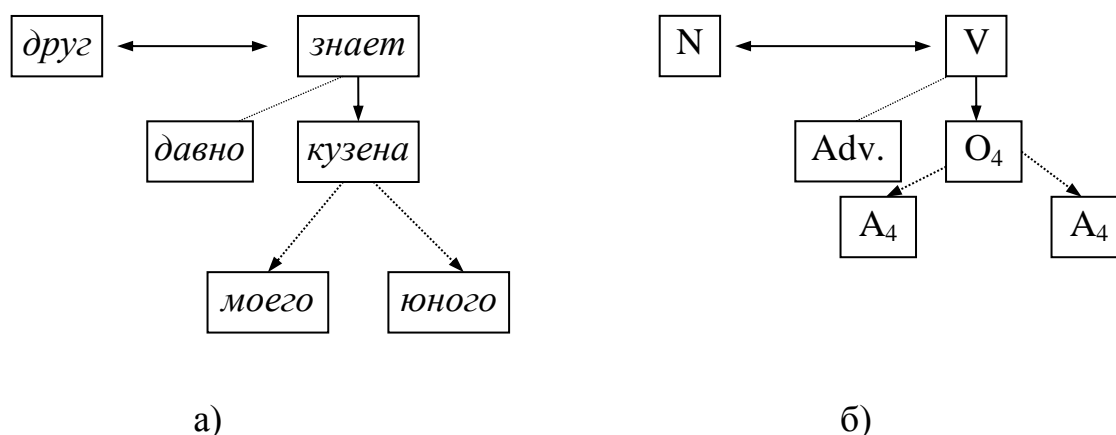 друг знает
давно кузена
моего юного
а)
N V
Adv. O₄
A₄ A₄
б)